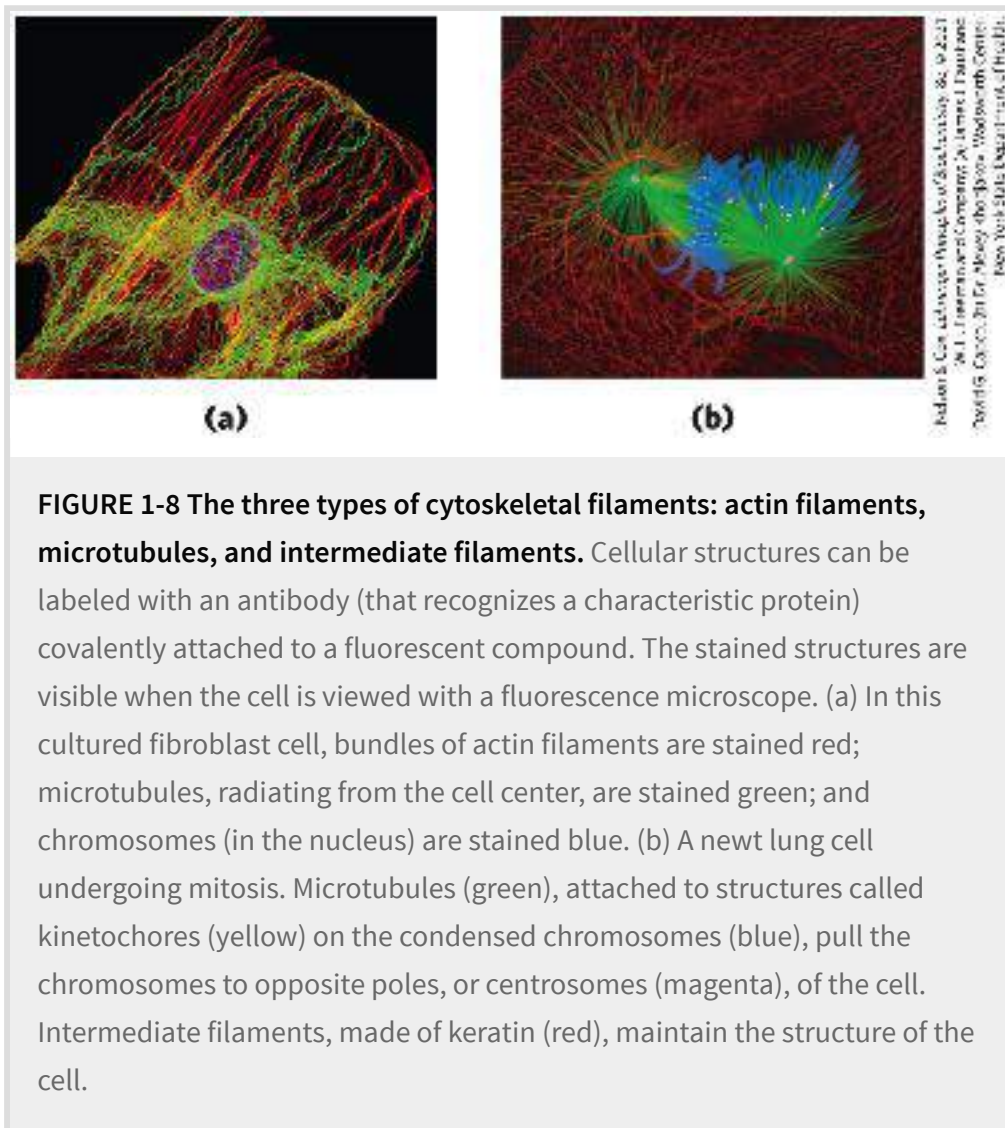 (a)
(b)
FIGURE 1-8 The three types of cytoskeletal filaments: actin filaments,
microtubules, and intermediate filaments. Cellular structures can be
labeled with an antibody (that recognizes a characteristic protein)
covalently attached to a fluorescent compound. The stained structures are
visible when the cell is viewed with a fluorescence microscope. (a) In this
cultured fibroblast cell, bundles of actin filaments are stained red;
microtubules, radiating from the cell center, are stained green; and
chromosomes (in the nucleus) are stained blue. (b) A newt lung cell
undergoing mitosis. Microtubules (green), attached to structures called
kinetochores (yellow) on the condensed chromosomes (blue), pull the
chromosomes to opposite poles, or centrosomes (magenta), of the cell.
Intermediate filaments, made of keratin (red), maintain the structure of the
cell.